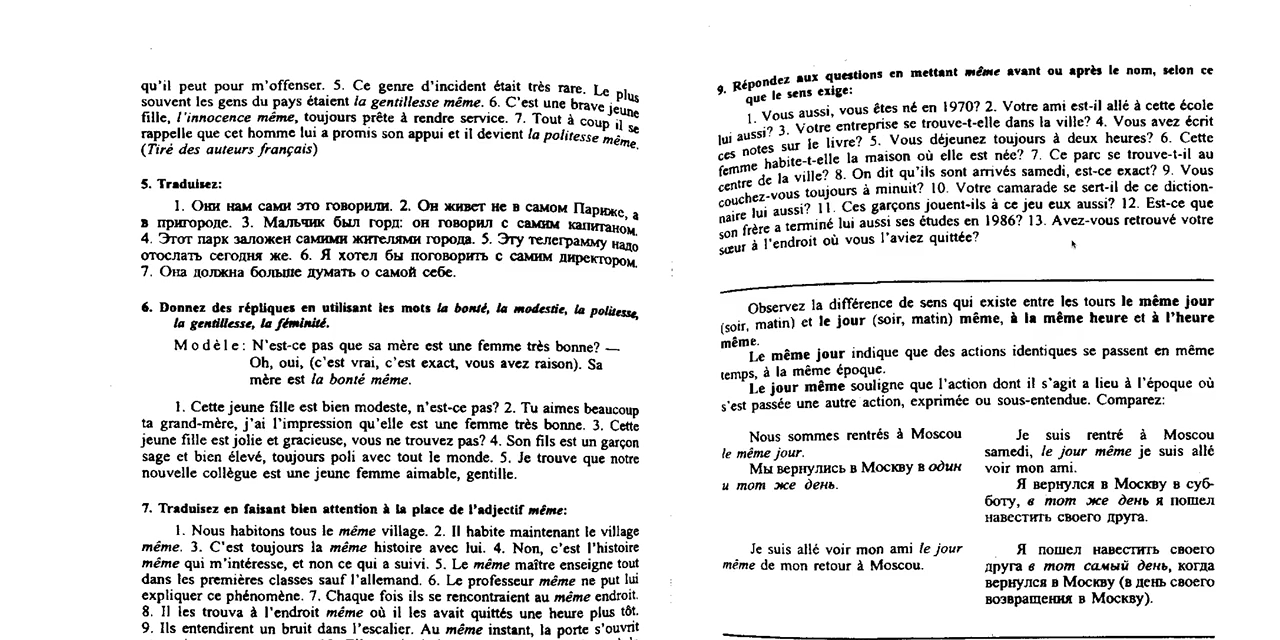 qu'il peut pour m'offenser. 5. Ce genre d'incident était très rare. Le plus
souvent les gens du pays étaient la gentillesse même. 6. C'est une brave jeune
fille, l'innocence même, toujours prête à rendre service. 7. Tout à coup il se
rappelle que cet homme lui a promis son appui et il devient la politesse même.
(Tiré des auteurs français)
5. Traduisez:
1. Они нам сами это говорили. 2. Он живет не в самом Париже, а
в пригороде. 3. Мальчик был горд: он говорил с самим капитаном.
4. Этот парк заложен самими жителями города. 5. Эту телеграмму надо
отослать сегодня же. 6. Я хотел бы поговорить с самим директором.
7. Она должна больше думать о самой себе.
6. Donnez des répliques en utilisant les mots la bonté, la modestie, la politesse,
la gentillesse, la féminité.
Modèle: N'est-ce pas que sa mère est une femme très bonne? —
Oh, oui, (c'est vrai, c'est exact, vous avez raison). Sa
mère est la bonté même.
1. Cette jeune fille est bien modeste, n'est-ce pas? 2. Tu aimes beaucoup
ta grand-mère, j'ai l'impression qu'elle est une femme très bonne. 3. Cette
jeune fille est jolie et gracieuse, vous ne trouvez pas? 4. Son fils est un garçon
sage et bien élevé, toujours poli avec tout le monde. 5. Je trouve que notre
nouvelle collègue est une jeune femme aimable, gentille.
7. Traduisez en faisant bien attention à la place de l'adjectif même:
1. Nous habitons tous le même village. 2. Il habite maintenant le village
même. 3. C'est toujours la même histoire avec lui. 4. Non, c'est l'histoire
même qui m'intéresse, et non ce qui a suivi. 5. Le même maître enseigne tout
dans les premières classes sauf l'allemand. 6. Le professeur même ne put lui
expliquer ce phénomène. 7. Chaque fois ils se rencontraient au même endroit.
8. Il les trouva à l'endroit même où il les avait quittés une heure plus tôt.
9. Ils entendirent un bruit dans l'escalier. Au même instant, la porte s'ouvrit
9. Répondez aux questions en mettant même avant ou après le nom, selon ce
que le sens exige:
1. Vous aussi, vous êtes né en 1970? 2. Votre ami est-il allé à cette école
lui aussi? 3. Votre entreprise se trouve-t-elle dans la ville? 4. Vous avez écrit
ces notes sur le livre? 5. Vous déjeunez toujours à deux heures? 6. Cette
femme habite-t-elle la maison où elle est née? 7. Ce parc se trouve-t-il au
centre de la ville? 8. On dit qu'ils sont arrivés samedi, est-ce exact? 9. Vous
couchez-vous toujours à minuit? 10. Votre camarade se sert-il de ce diction-
naire lui aussi? 11. Ces garçons jouent-ils à ce jeu eux aussi? 12. Est-ce que
son frère a terminé lui aussi ses études en 1986? 13. Avez-vous retrouvé votre
sœur à l'endroit où vous l'aviez quittée?
Observez la différence de sens qui existe entre les tours le même jour
(soir, matin) et le jour (soir, matin) même, à la même heure et à l'heure
même.
Le même jour indique que des actions identiques se passent en même
temps, à la même époque.
Le jour même souligne que l'action dont il s'agit a lieu à l'époque où
s'est passée une autre action, exprimée ou sous-entendue. Comparez:
Nous sommes rentrés à Moscou
le même jour.
Мы вернулись в Москву в один
и тот же день.
Je suis rentré à Moscou
samedi, le jour même je suis allé
voir mon ami.
Я вернулся в Москву в суб-
боту, в тот же день я пошел
навестить своего друга.
Je suis allé voir mon ami le jour
même de mon retour à Moscou.
Я пошел навестить своего
друга в тот самый день, когда
вернулся в Москву (в день своего
возвращения в Москву).